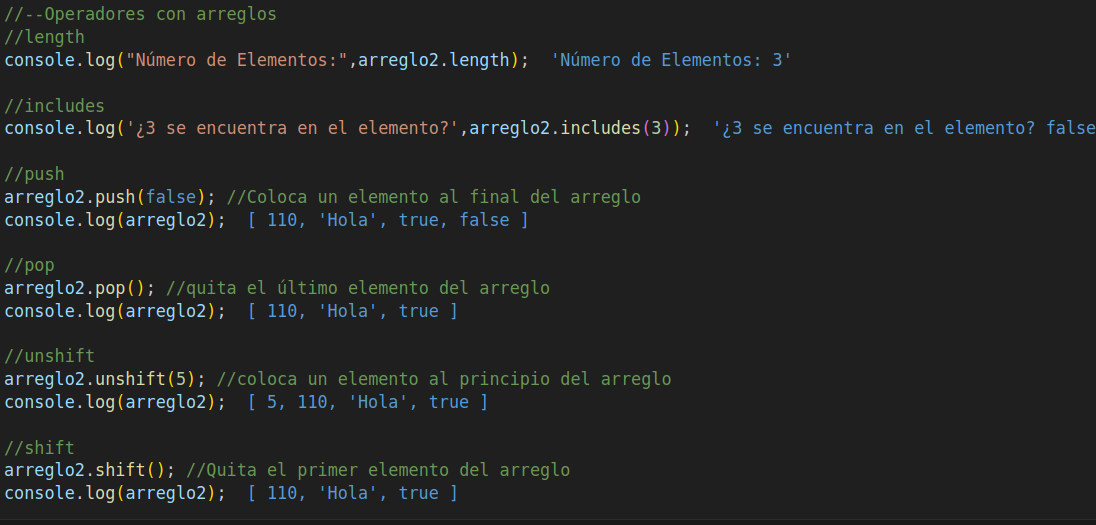 //--Operadores con arreglos
//length
console.log("Número de Elementos:",arreglo2.length);  'Número de Elementos: 3'
//includes
console.log('¿3 se encuentra en el elemento?',arreglo2.includes(3));  '¿3 se encuentra en el elemento? false
//push
arreglo2.push(false); //Coloca un elemento al final del arreglo
console.log(arreglo2);  [ 110, 'Hola', true, false ]
//pop
arreglo2.pop(); //quita el último elemento del arreglo
console.log(arreglo2);  [ 110, 'Hola', true ]
//unshift
arreglo2.unshift(5); //coloca un elemento al principio del arreglo
console.log(arreglo2);  [ 5, 110, 'Hola', true ]
//shift
arreglo2.shift(); //Quita el primer elemento del arreglo
console.log(arreglo2);  [ 110, 'Hola', true ]